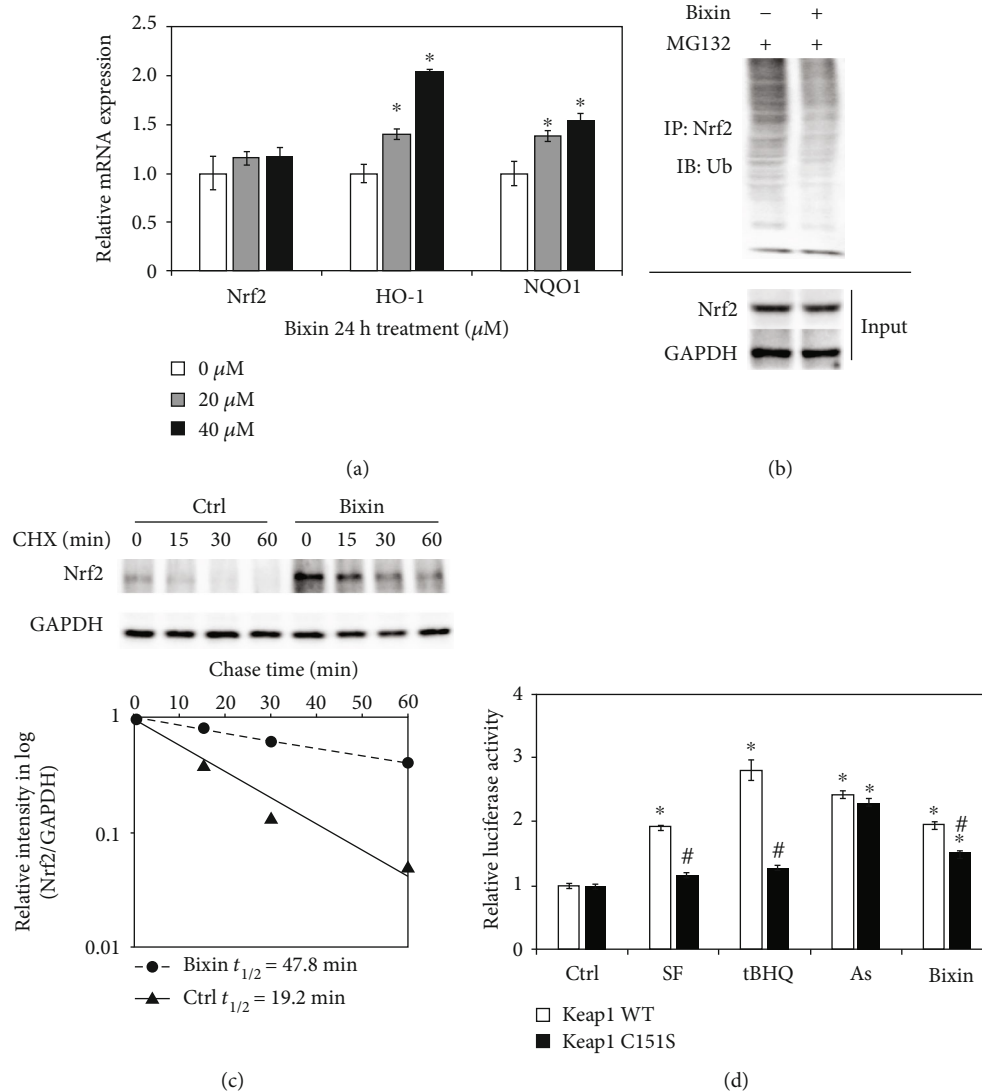 2.5
2.0
1.5
1.0
0.5
0
Relative mRNA expression
* * * *
Nrf2 HO-1 NQO1
Bixin 24 h treatment (μM)
0 μM
20 μM
40 μM
(a)
Bixin − +
MG132 + +
IP: Nrf2
IB: Ub
Nrf2
GAPDH
Input
(b)
Ctrl Bixin
CHX (min) 0 15 30 60 0 15 30 60
Nrf2
GAPDH
Chase time (min)
0 10 20 30 40 50 60
1
0.1
0.01
Relative intensity in log
(Nrf2/GAPDH)
Bixin t1/2 = 47.8 min
Ctrl t1/2 = 19.2 min
(c)
4
3
2
1
0
Relative luciferase activity
* # * # * * * # *
Ctrl SF tBHQ As Bixin
Keap1 WT
Keap1 C151S
(d)